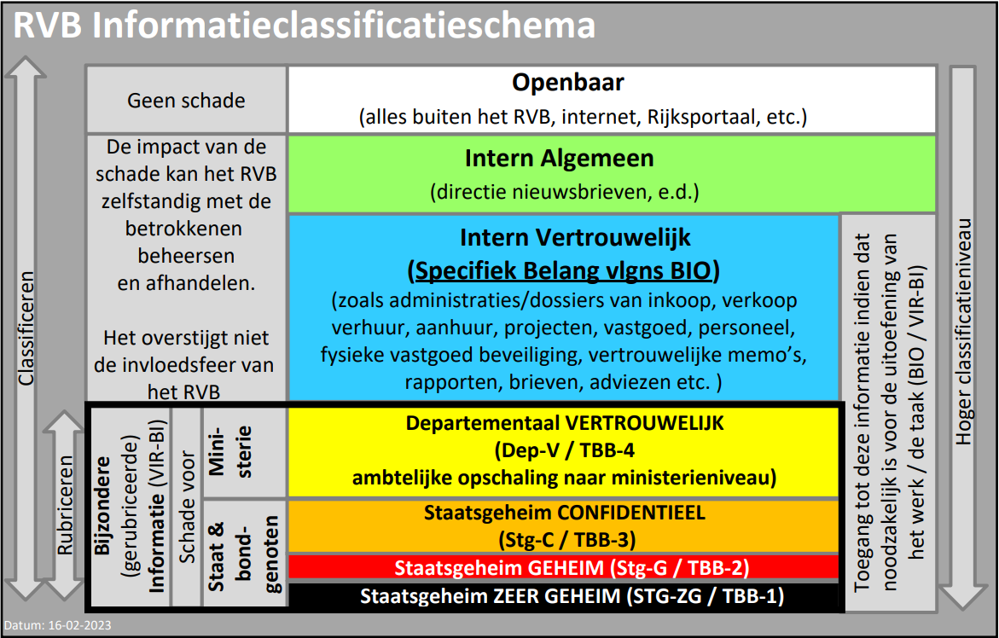 RVB Informatieclassificatieschema
Classificeren
Geen schade
Openbaar
(alles buiten het RVB, internet, Rijksportaal, etc.)
De impact van de
schade kan het RVB
zelfstandig met de
betrokkenen
beheersen
en afhandelen.
Het overstijgt niet
de invloedsfeer van
het RVB
Intern Algemeen
(directie nieuwsbrieven, e.d.)
Intern Vertrouwelijk
(Specifiek Belang vlgns BIO)
(zoals administraties/dossiers van inkoop, verkoop
verhuur, aanhuur, projecten, vastgoed, personeel,
fysieke vastgoed beveiliging, vertrouwelijke memo’s,
rapporten, brieven, adviezen etc. )
Toegang tot deze informatie indien dat
noodzakelijk is voor de uitoefening van
het werk / de taak (BIO / VIR-BI)
Hoger classificatieniveau
Rubriceren
Bijzondere
(gerubriceerde)
Informatie (VIR-BI)
Schade voor
Mini-
sterie
Departementaal VERTROUWELIJK
(Dep-V / TBB-4
ambtelijke opschaling naar ministerieniveau)
Staat &
bond-
genoten
Staatsgeheim CONFIDENTIEEL
(Stg-C / TBB-3)
Staatsgeheim GEHEIM (Stg-G / TBB-2)
Staatsgeheim ZEER GEHEIM (STG-ZG / TBB-1)
Datum: 16-02-2023